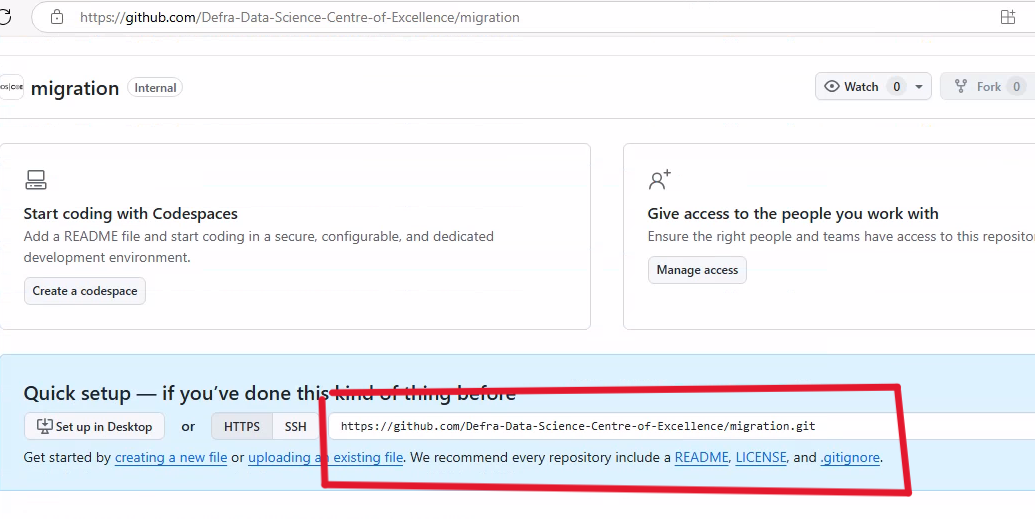 https://github.com/Defra-Data-Science-Centre-of-Excellence/migration
migration Internal
Watch 0
Fork 0
Start coding with Codespaces
Add a README file and start coding in a secure, configurable, and dedicated
development environment.
Create a codespace
Give access to the people you work with
Ensure the right people and teams have access to this reposito
Manage access
Quick setup — if you've done this kind of thing before
Set up in Desktop or HTTPS SSH https://github.com/Defra-Data-Science-Centre-of-Excellence/migration.git
Get started by creating a new file or uploading an existing file. We recommend every repository include a README, LICENSE, and .gitignore.